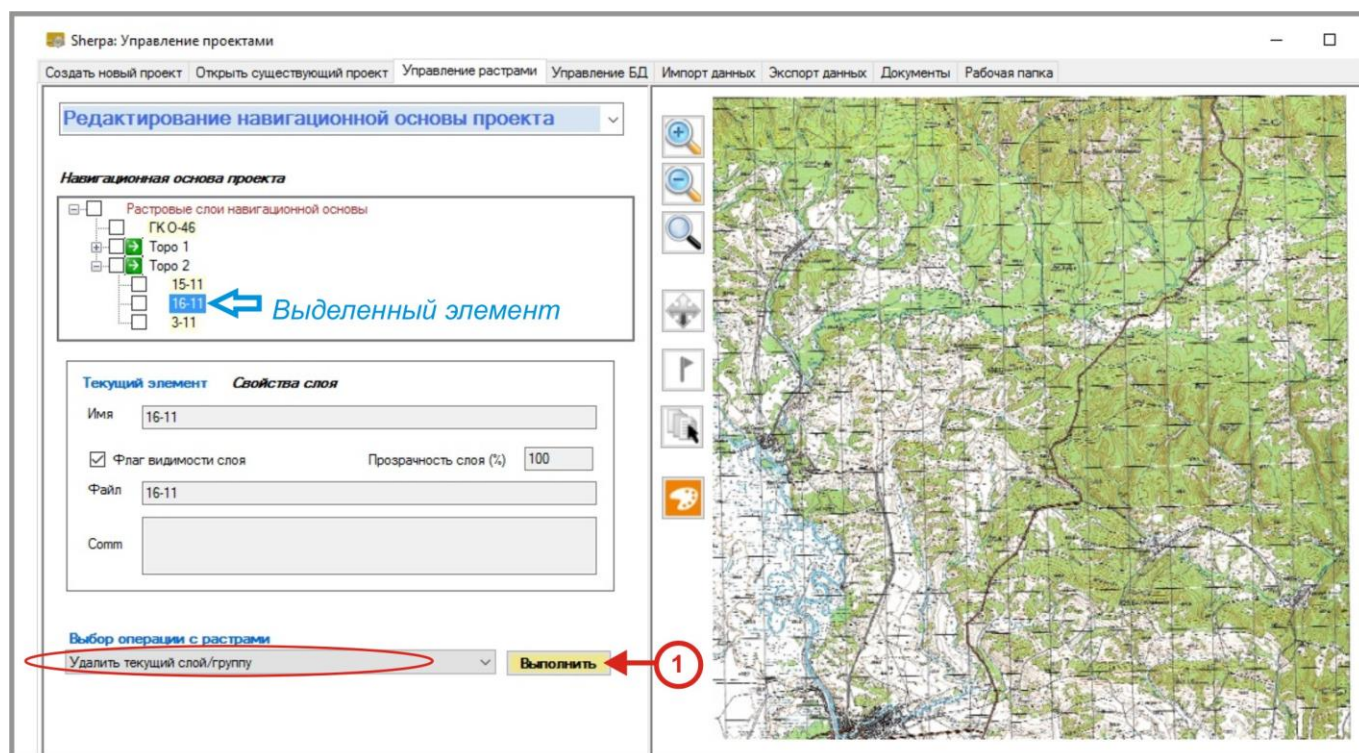 Sherpa: Управление проектами
Создать новый проект Открыть существующий проект Управление растрами Управление БД Импорт данных Экспорт данных Документы Рабочая папка
Редактирование навигационной основы проекта
Навигационная основа проекта
Растровые слои навигационной основы
ГК О-46
Торо 1
Торо 2
15-11
16-11
Выделенный элемент
3-11
Текущий элемент Свойства слоя
Имя 16-11
Флаг видимости слоя Прозрачность слоя (%) 100
Файл 16-11
Comm
Выбор операции с растрами
Удалить текущий слой/группу Выполнить 1